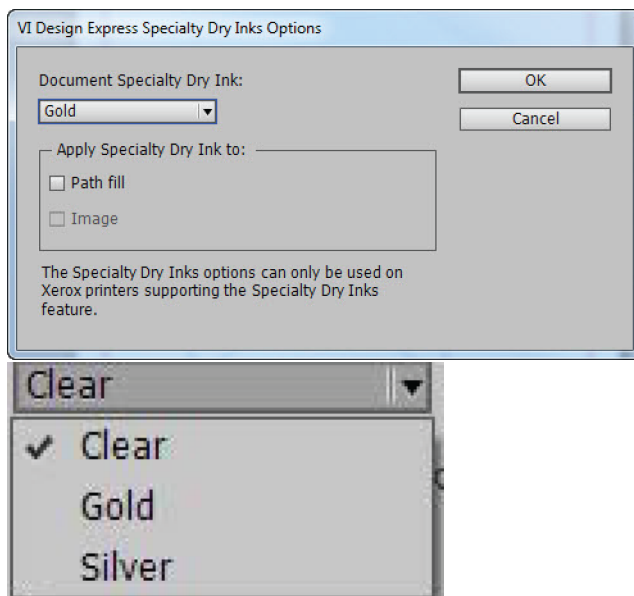 VI Design Express Specialty Dry Inks Options
Document Specialty Dry Ink:
Gold
OK
Cancel
Apply Specialty Dry Ink to:
Path fill
Image
The Specialty Dry Inks options can only be used on
Xerox printers supporting the Specialty Dry Inks
feature.
Clear
Clear
Gold
Silver